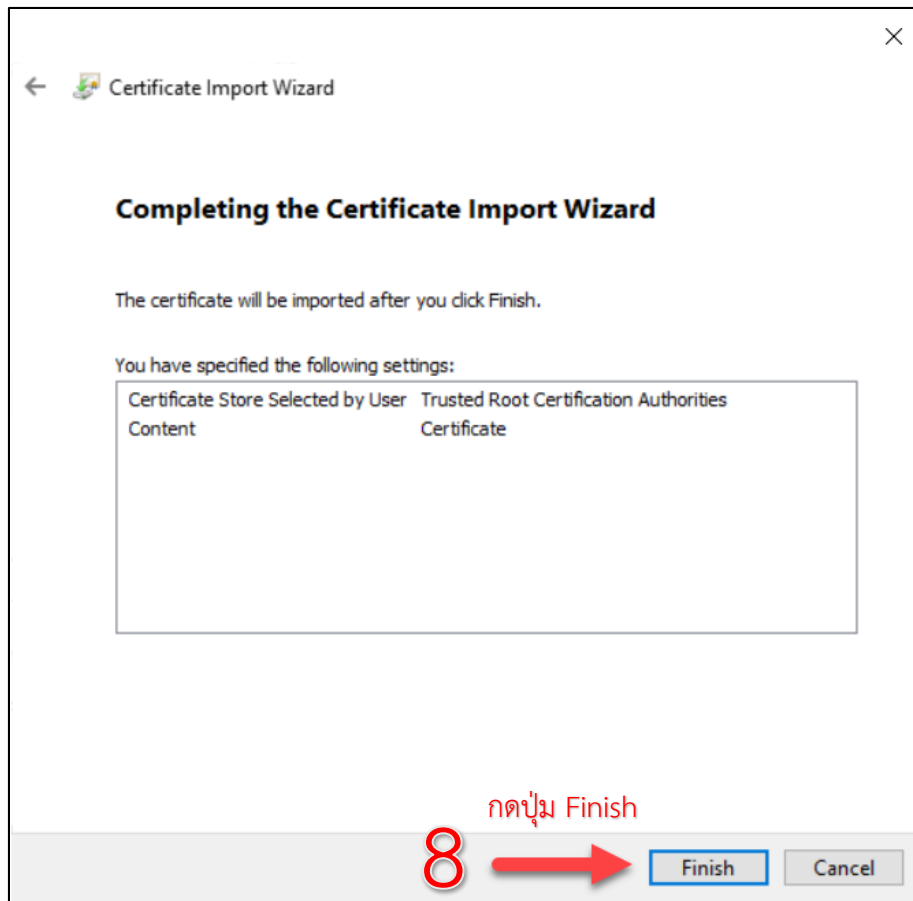 Certificate Import Wizard
Completing the Certificate Import Wizard
The certificate will be imported after you click Finish.
You have specified the following settings:
Certificate Store Selected by User Trusted Root Certification Authorities
Content Certificate
กดปุ่ม Finish
8
Finish Cancel